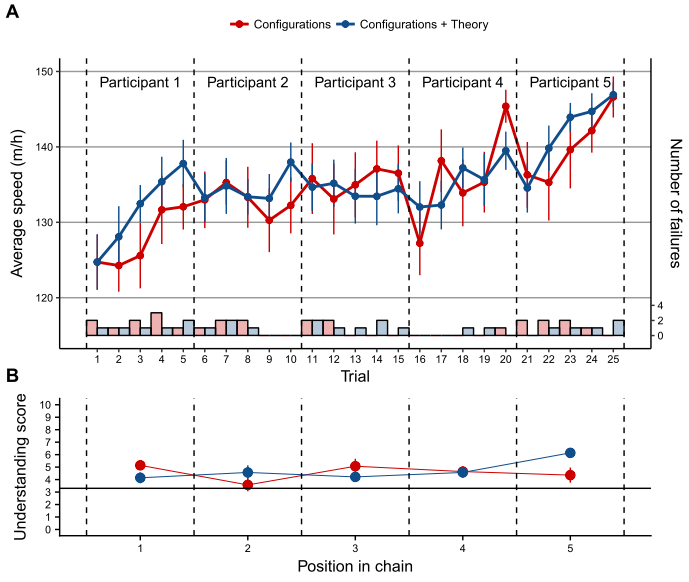 A
Configurations
Configurations + Theory
Participant 1 Participant 2 Participant 3 Participant 4 Participant 5
150
140
130
120
Average speed (m/h)
4
2
0
Number of failures
1 2 3 4 5 6 7 8 9 10 11 12 13 14 15 16 17 18 19 20 21 22 23 24 25
Trial
B
10
9
8
7
6
5
4
3
2
1
0
Understanding score
1 2 3 4 5
Position in chain